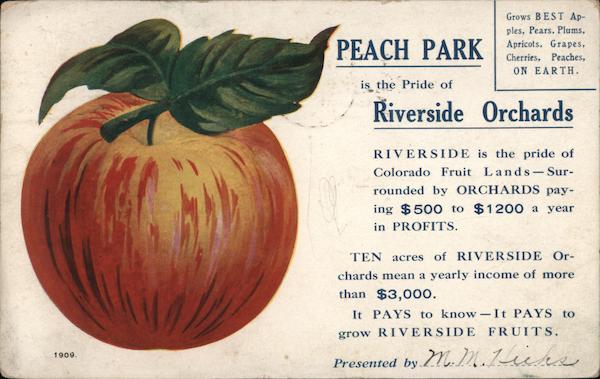 Grows BEST Ap-
ples, Pears, Plums,
Apricots, Grapes,
Cherries, Peaches,
ON EARTH.
PEACH PARK
is the Pride of
Riverside Orchards
RIVERSIDE is the pride of
Colorado Fruit Lands—Sur-
rounded by ORCHARDS pay-
ing $500 to $1200 a year
in PROFITS.
TEN acres of RIVERSIDE Or-
chards mean a yearly income of more
than $3,000.
It PAYS to know—It PAYS to
grow RIVERSIDE FRUITS.
Presented by M. M. Hicks
1909.